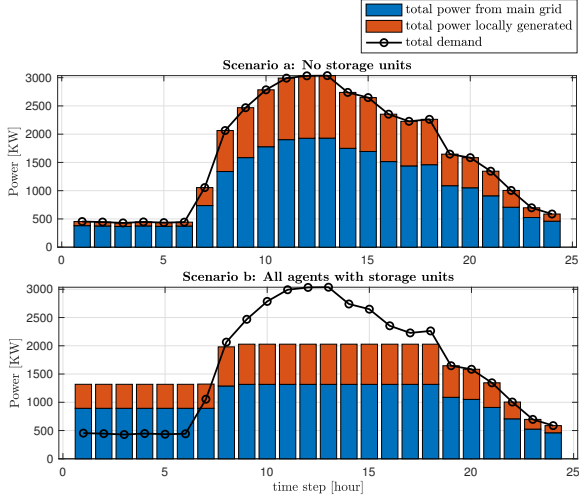 total power from main grid
total power locally generated
total demand
Scenario a: No storage units
3000
2500
2000
1500
1000
500
0
Power [KW]
0 5 10 15 20 25
Scenario b: All agents with storage units
3000
2500
2000
1500
1000
500
0
Power [KW]
0 5 10 15 20 25
time step [hour]